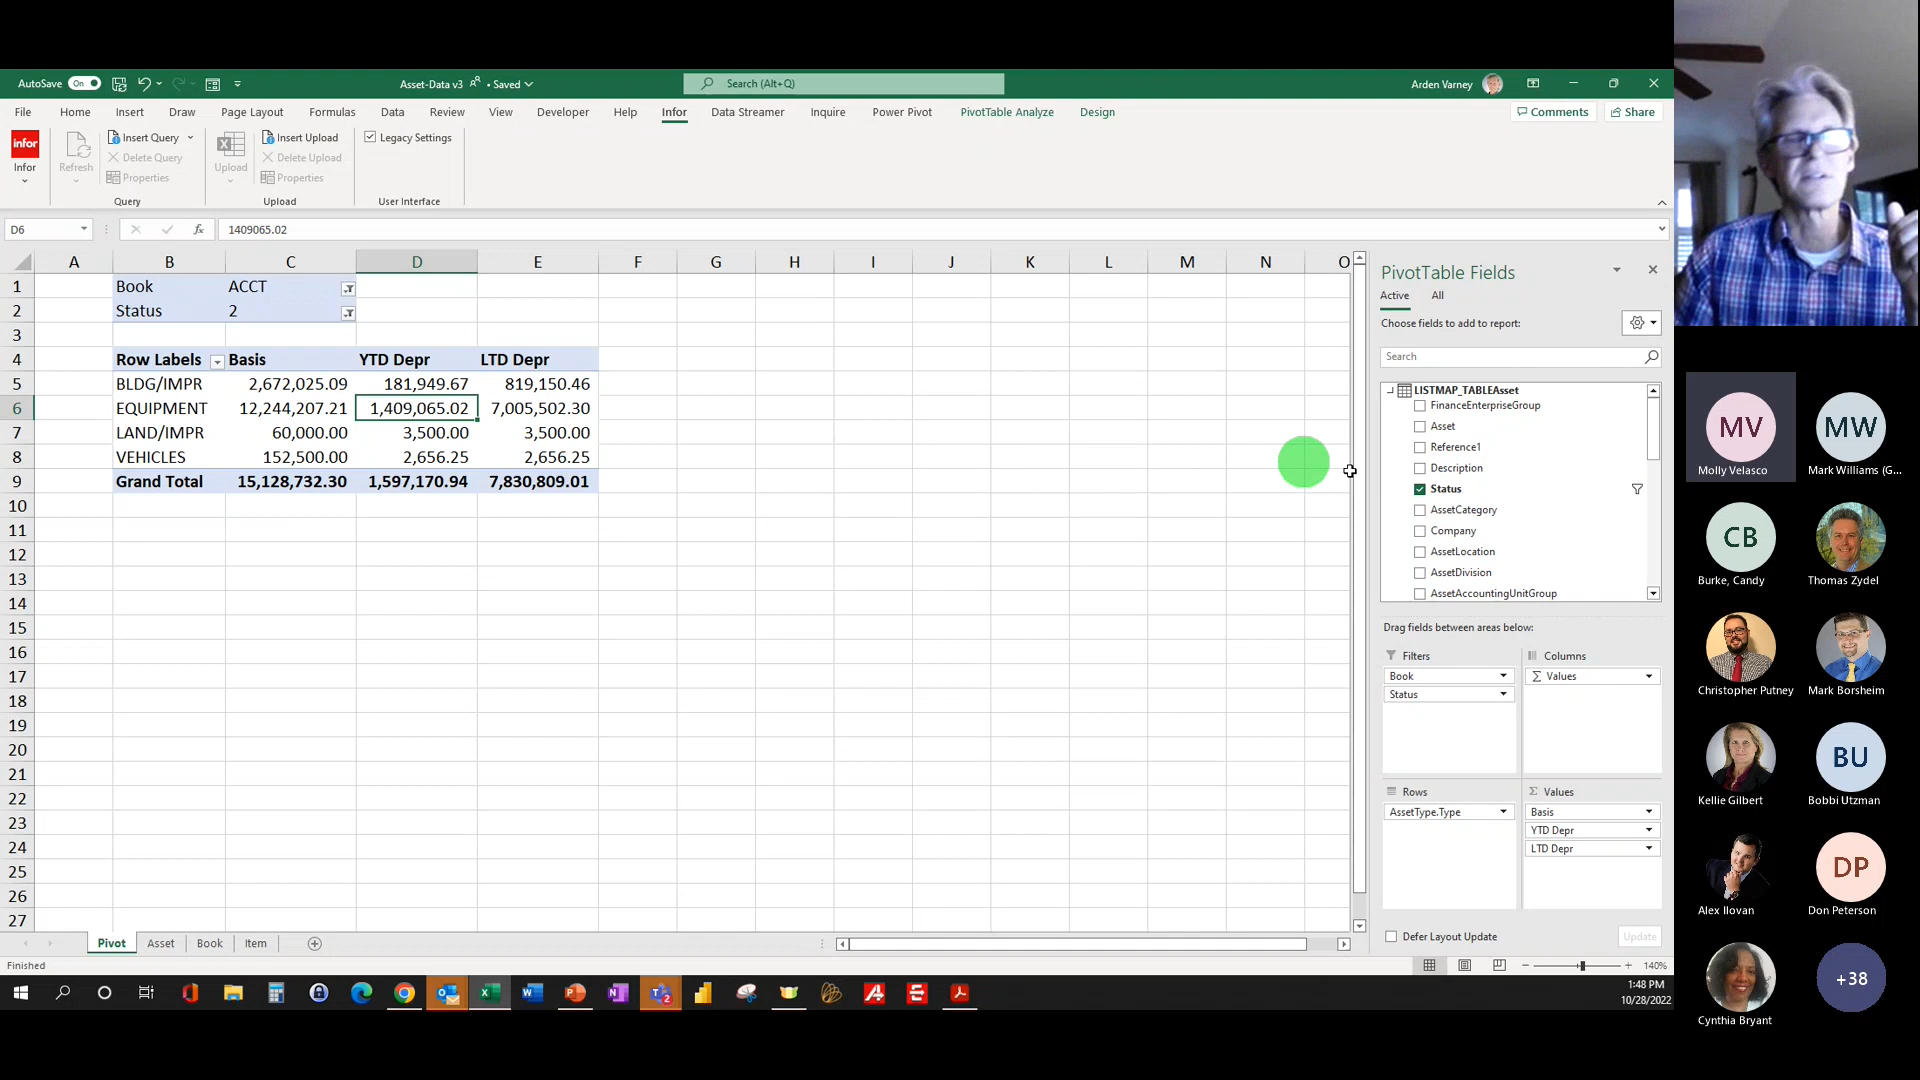 AutoSave On Asset-Data v3 • Saved Search (Alt+Q) Arden Varney
File Home Insert Draw Page Layout Formulas Data Review View Developer Help Infor Data Streamer Inquire Power Pivot PivotTable Analyze Design Comments Share
infor Infor
Refresh
Insert Query
Delete Query
Properties
Query
Upload
Insert Upload
Delete Upload
Properties
Upload
Legacy Settings
User Interface
D6 fx 1409065.02
A B C D E F G H I J K L M N O
1 Book ACCT
2 Status 2
3
4 Row Labels Basis YTD Depr LTD Depr
5 BLDG/IMPR 2,672,025.09 181,949.67 819,150.46
6 EQUIPMENT 12,244,207.21 1,409,065.02 7,005,502.30
7 LAND/IMPR 60,000.00 3,500.00 3,500.00
8 VEHICLES 152,500.00 2,656.25 2,656.25
9 Grand Total 15,128,732.30 1,597,170.94 7,830,809.01
10
11
12
13
14
15
16
17
18
19
20
21
22
23
24
25
26
27
PivotTable Fields
Active All
Choose fields to add to report:
Search
LISTMAP_TABLEAsset
FinanceEnterpriseGroup
Asset
Reference1
Description
Status
AssetCategory
Company
AssetLocation
AssetDivision
AssetAccountingUnitGroup
Drag fields between areas below:
Filters
Book
Status
Columns
Σ Values
Rows
AssetType.Type
Σ Values
Basis
YTD Depr
LTD Depr
Defer Layout Update Update
Pivot Asset Book Item
Finished 140%
1:48 PM
10/28/2022
MV MW
Molly Velasco Mark Williams (G...
CB
Burke, Candy Thomas Zydel
Christopher Putney Mark Borsheim
BU
Kellie Gilbert Bobbi Utzman
DP
Alex Ilovan Don Peterson
+38
Cynthia Bryant